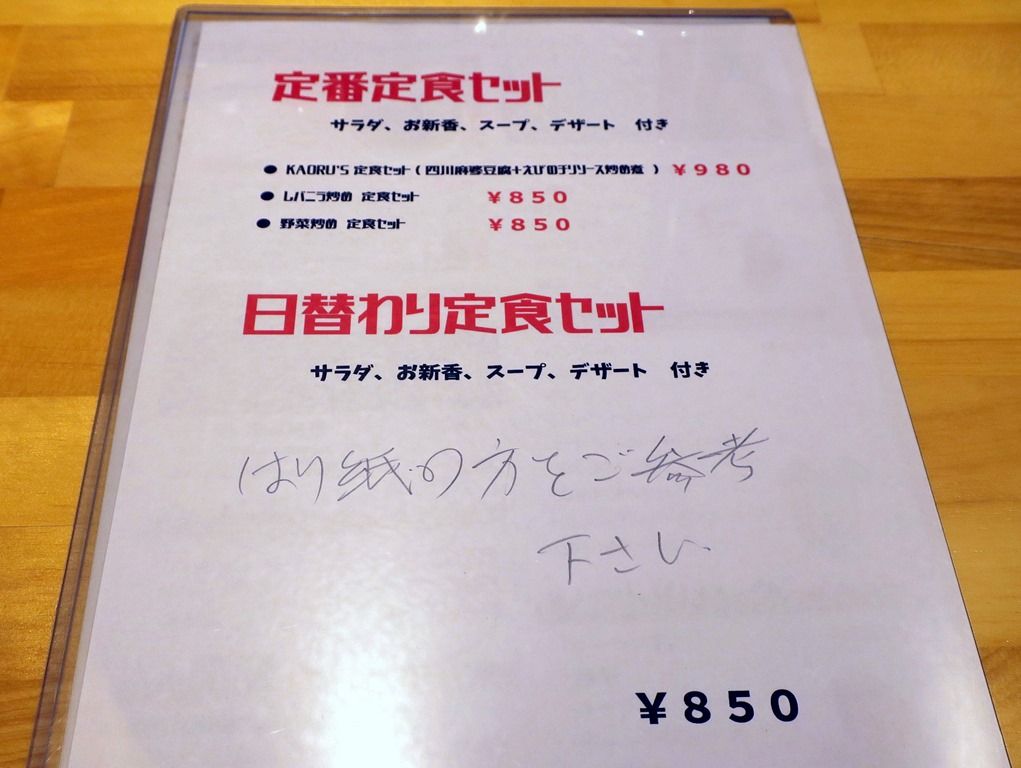 定番定食セット
サラダ、お新香、スープ、デザート　付き
● KAORU'S 定食セット ( 四川麻婆豆腐+えびのチリソース炒め煮 ) ￥９８０
● レバニラ炒め 定食セット ￥８５０
● 野菜炒め 定食セット ￥８５０
日替わり定食セット
サラダ、お新香、スープ、デザート　付き
はり紙の方をご参考
下さい
￥８５０